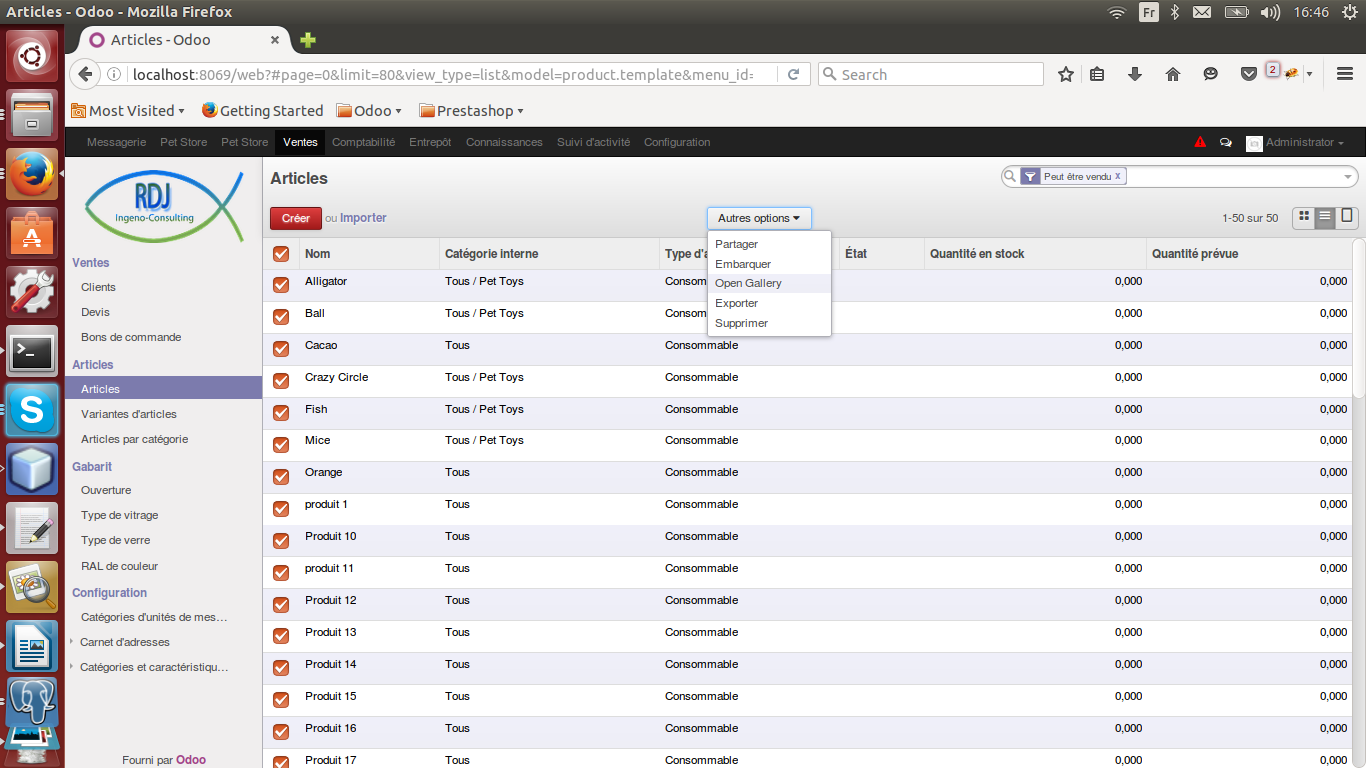 Articles - Odoo - Mozilla Firefox
Fr
16:46
Articles - Odoo
localhost:8069/web?#page=0&limit=80&view_type=list&model=product.template&menu_id=
Search
2
Most Visited
Getting Started
Odoo
Prestashop
Messagerie Pet Store Pet Store Ventes Comptabilité Entrepôt Connaissances Suivi d'activité Configuration
Administrator
RDJ
Ingeno-Consulting
Ventes
Clients
Devis
Bons de commande
Articles
Articles
Variantes d'articles
Articles par catégorie
Gabarit
Ouverture
Type de vitrage
Type de verre
RAL de couleur
Configuration
Catégories d'unités de mes…
Carnet d'adresses
Catégories et caractéristiqu…
Fourni par Odoo
Articles
Peut être vendu x
Créer ou Importer
Autres options
1-50 sur 50
Partager
Embarquer
Open Gallery
Exporter
Supprimer
Nom Catégorie interne Type d'a État Quantité en stock Quantité prévue
Alligator Tous / Pet Toys Consom 0,000 0,000
Ball Tous / Pet Toys Consom 0,000 0,000
Cacao Tous Consommable 0,000 0,000
Crazy Circle Tous / Pet Toys Consommable 0,000 0,000
Fish Tous / Pet Toys Consommable 0,000 0,000
Mice Tous / Pet Toys Consommable 0,000 0,000
Orange Tous Consommable 0,000 0,000
produit 1 Tous Consommable 0,000 0,000
Produit 10 Tous Consommable 0,000 0,000
produit 11 Tous Consommable 0,000 0,000
Produit 12 Tous Consommable 0,000 0,000
Produit 13 Tous Consommable 0,000 0,000
Produit 14 Tous Consommable 0,000 0,000
Produit 15 Tous Consommable 0,000 0,000
Produit 16 Tous Consommable 0,000 0,000
Produit 17 Tous Consommable 0,000 0,000